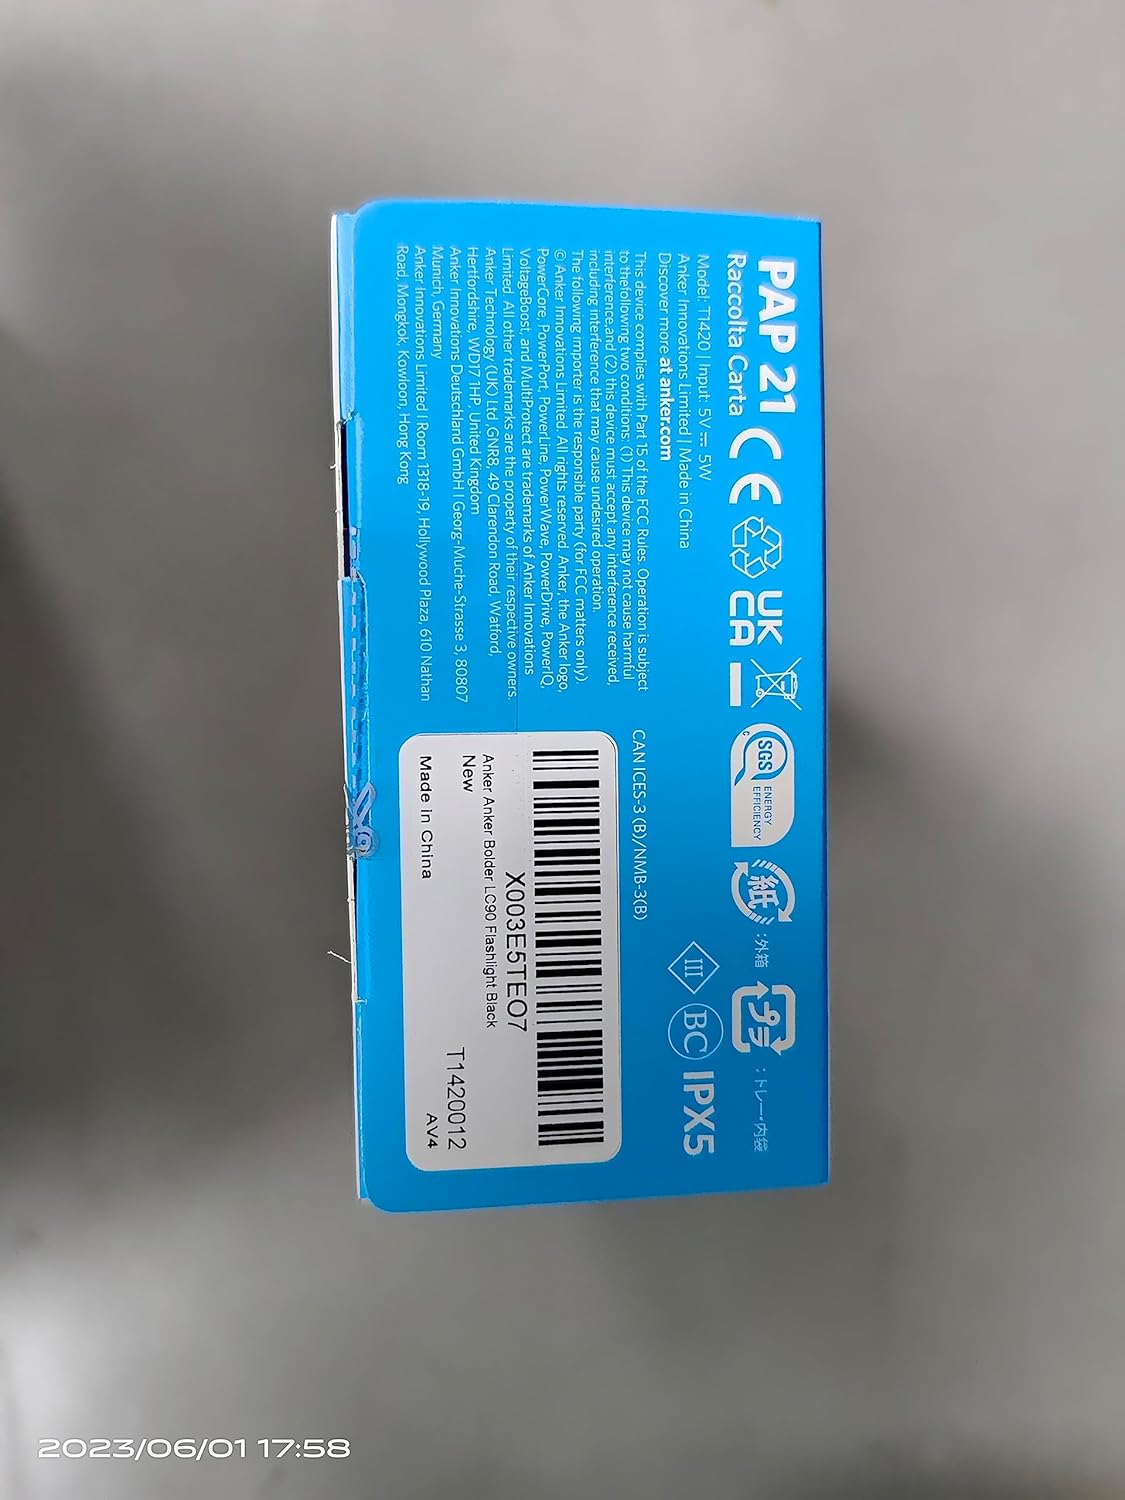 PAP 21
Raccolta Carta
CE
UK
CA
SGS
C
ENERGY
EFFICIENCY
紙
:外箱
:トレー・内袋
Model: T1420 | Input: 5V⎓ 5W
Anker Innovations Limited | Made in China
Discover more at anker.com
III
BC
IPX5
This device complies with Part 15 of the FCC Rules. Operation is subject
to thefollowing two conditions: (1) This device may not cause harmful
interference,and (2) this device must accept any interference received,
including interference that may cause undesired operation.
The following importer is the responsible party (for FCC matters only).
© Anker Innovations Limited. All rights reserved. Anker, the Anker logo,
PowerCore, PowerPort, PowerLine, PowerWave, PowerDrive, PowerIQ,
VoltageBoost, and MultiProtect are trademarks of Anker Innovations
Limited. All other trademarks are the property of their respective owners.
Anker Technology (UK) Ltd ,GNR8, 49 Clarendon Road, Watford,
Hertfordshire, WD17 1HP, United Kingdom
Anker Innovations Deutschland GmbH I Georg-Muche-Strasse 3, 80807
Munich, Germany
Anker Innovations Limited I Room 1318-19, Hollywood Plaza, 610 Nathan
Road, Mongkok, Kowloon, Hong Kong
CAN ICES-3 (B)/NMB-3(B)
X003E5TEO7
Anker Anker Bolder LC90 Flashlight Black
New
T1420012
Made in China
AV4
2023/06/01 17:58